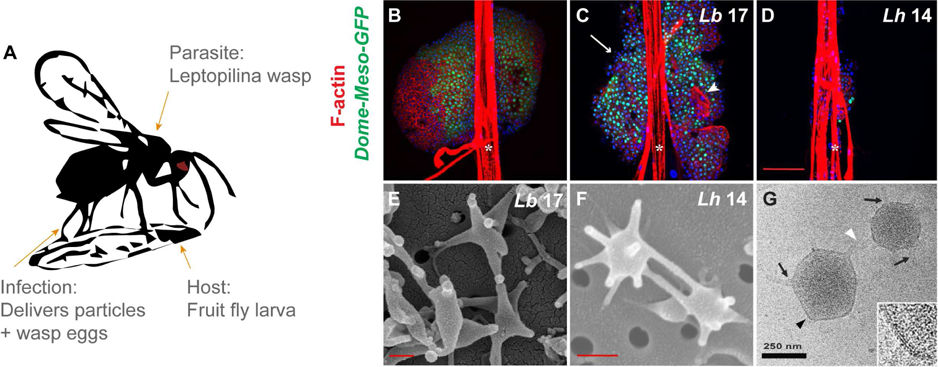 A
Parasite:
Leptopilina wasp
Infection:
Delivers particles
+ wasp eggs
Host:
Fruit fly larva
F-actin
Dome-Meso-GFP
B
C
Lb 17
*
*
D
Lh 14
*
E
Lb 17
F
Lh 14
G
250 nm